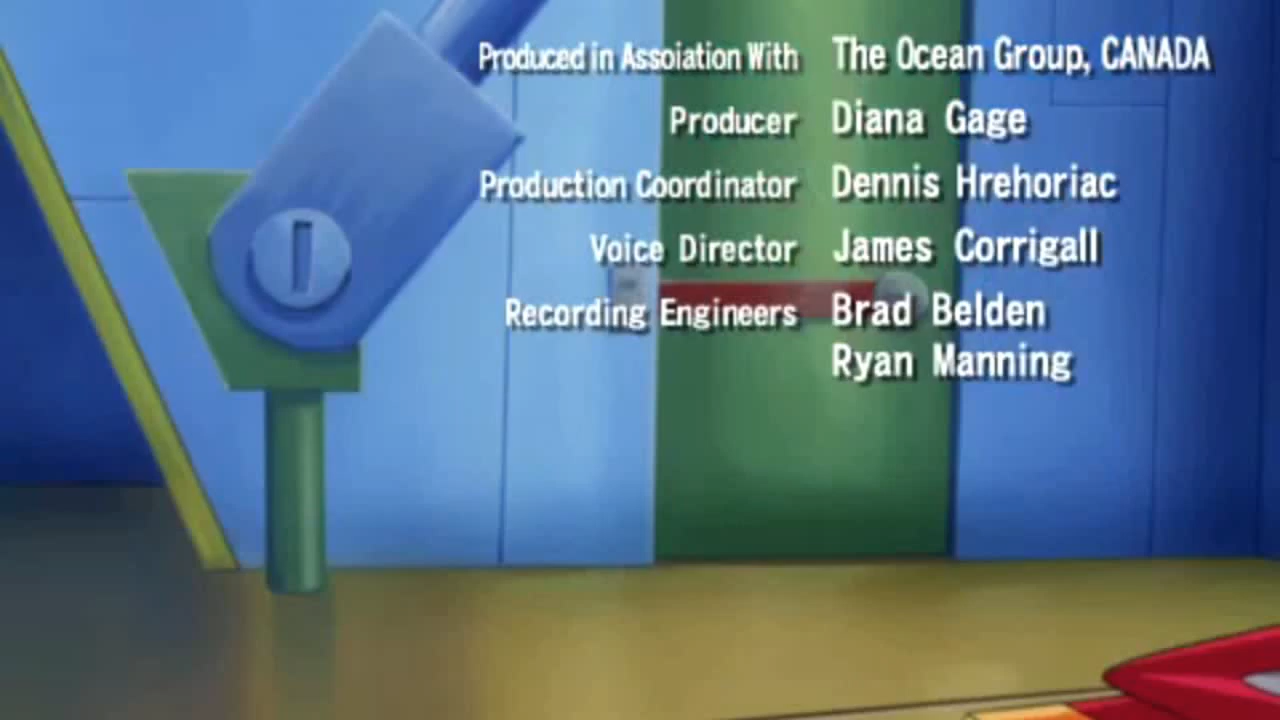 Produced in Assoiation With The Ocean Group, CANADA
Producer Diana Gage
Production Coordinator Dennis Hrehoriac
Voice Director James Corrigall
Recording Engineers Brad Belden
Ryan Manning